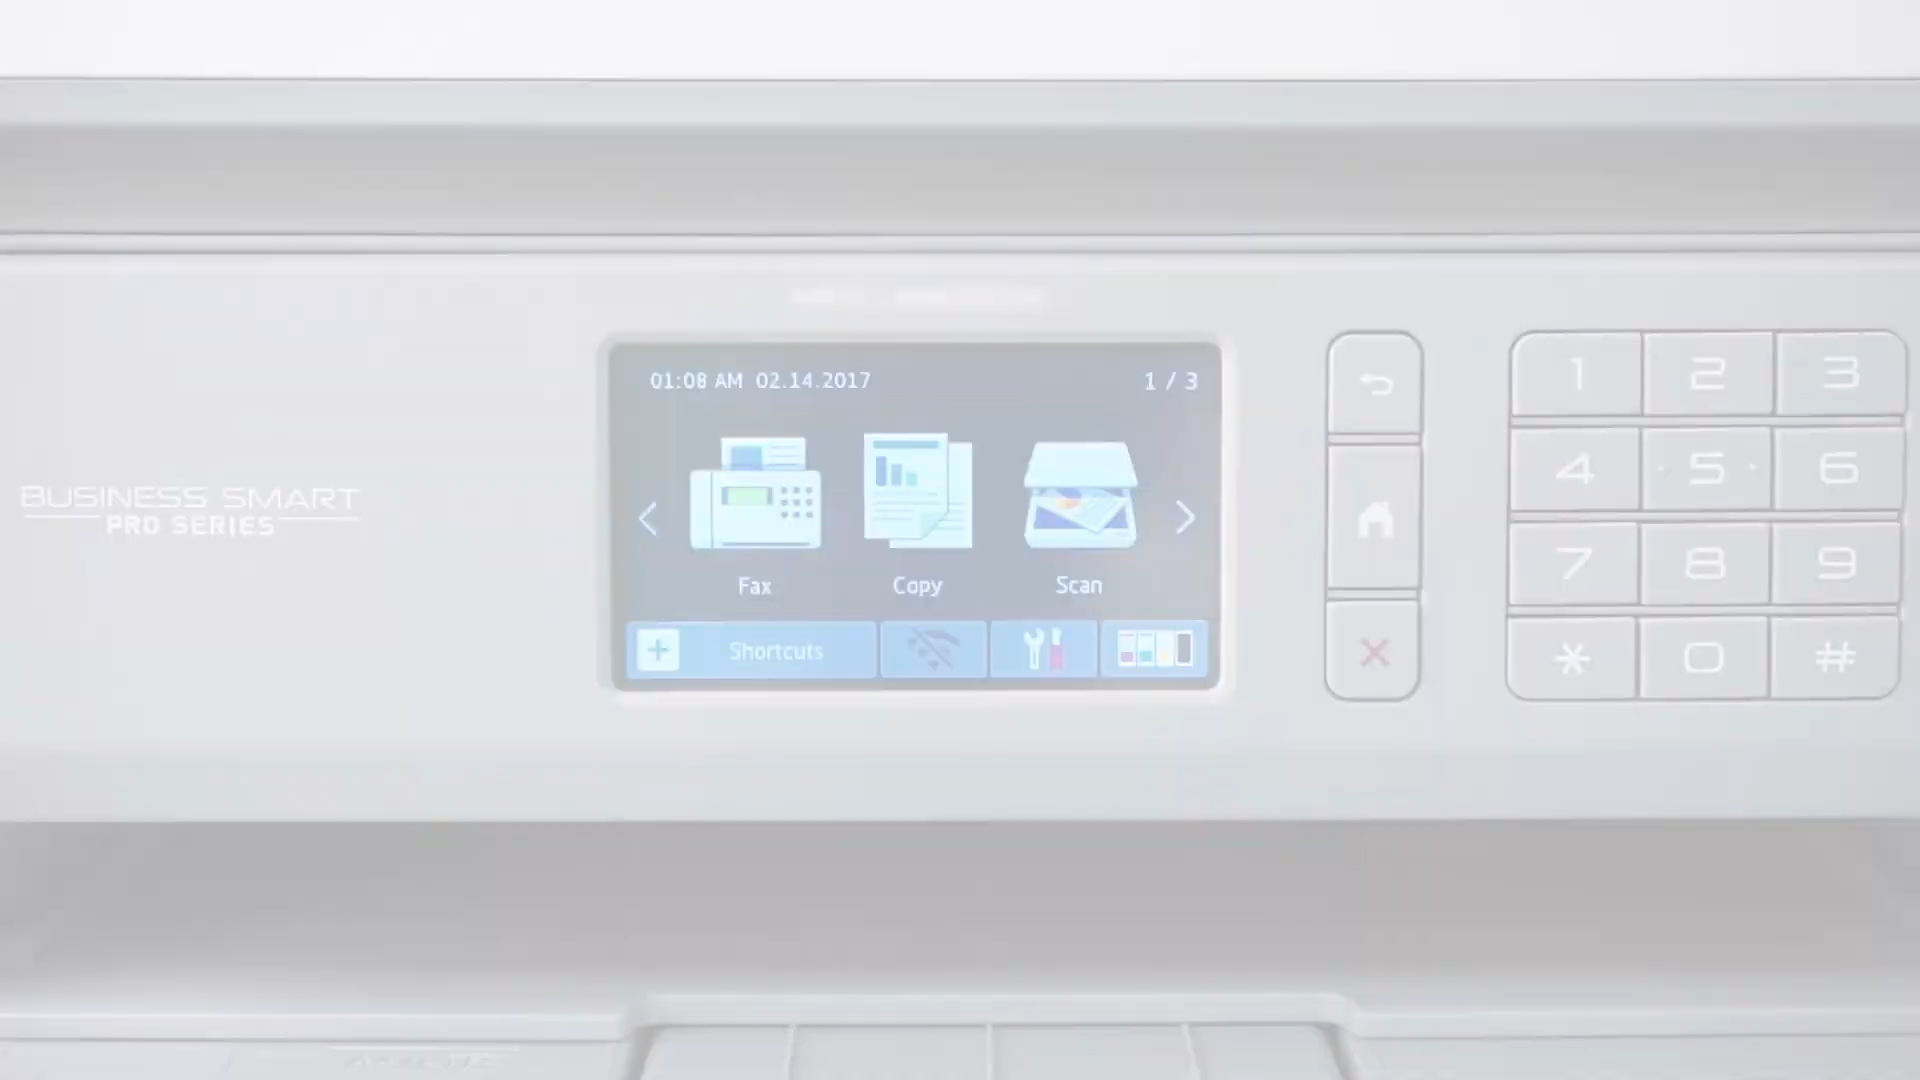 BUSINESS SMART
PRO SERIES
01:08 AM 02.14.2017
1 / 3
Fax
Copy
Scan
Shortcuts
1 2 3
4 5 6
7 8 9
* 0 #